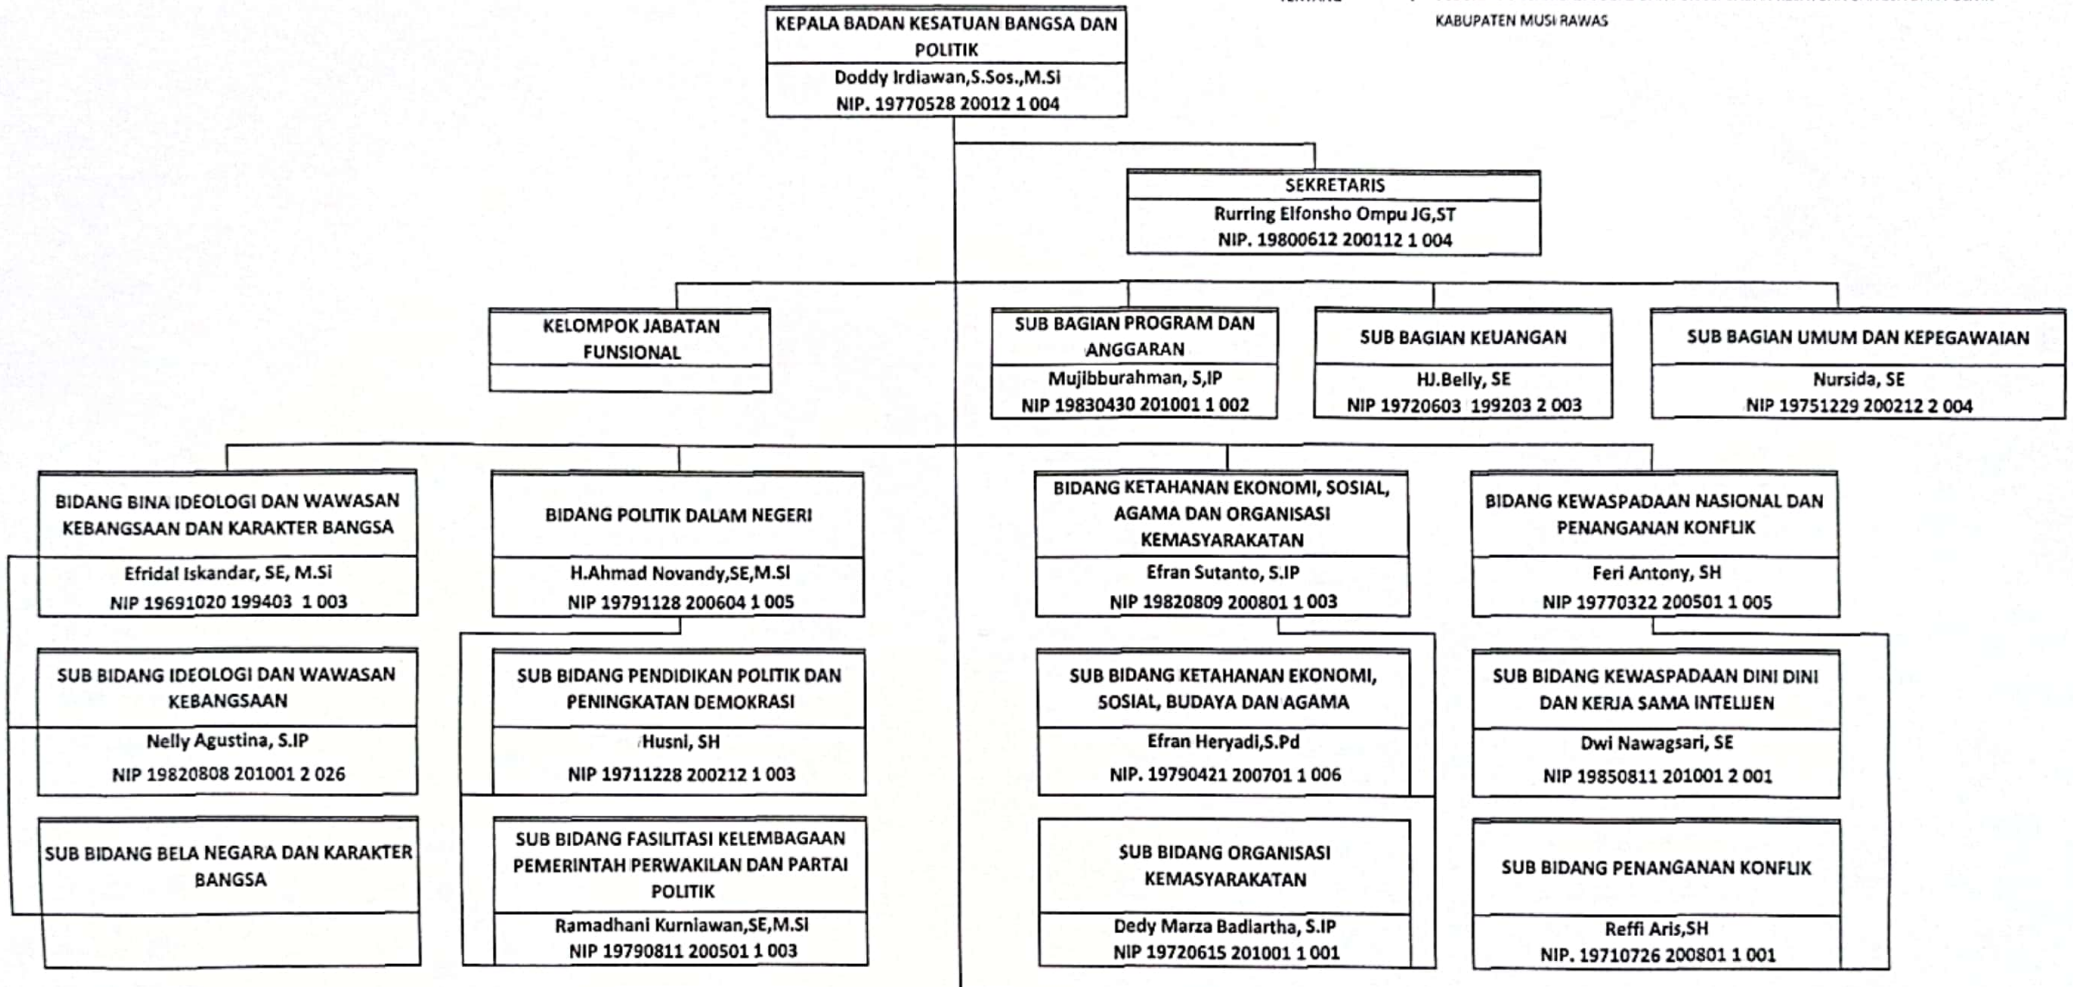 KABUPATEN MUSI RAWAS
KEPALA BADAN KESATUAN BANGSA DAN
POLITIK
Doddy Irdiawan,S.Sos.,M.Si
NIP. 19770528 20012 1 004
SEKRETARIS
Rurring Elfonsho Ompu JG,ST
NIP. 19800612 200112 1 004
KELOMPOK JABATAN
FUNSIONAL
SUB BAGIAN PROGRAM DAN
ANGGARAN
Mujibburahman, S,IP
NIP 19830430 201001 1 002
SUB BAGIAN KEUANGAN
HJ.Belly, SE
NIP 19720603 199203 2 003
SUB BAGIAN UMUM DAN KEPEGAWAIAN
Nursida, SE
NIP 19751229 200212 2 004
BIDANG BINA IDEOLOGI DAN WAWASAN
KEBANGSAAN DAN KARAKTER BANGSA
Efridal Iskandar, SE, M.Si
NIP 19691020 199403 1 003
BIDANG POLITIK DALAM NEGERI
H.Ahmad Novandy,SE,M.SI
NIP 19791128 200604 1 005
BIDANG KETAHANAN EKONOMI, SOSIAL,
AGAMA DAN ORGANISASI
KEMASYARAKATAN
Efran Sutanto, S.IP
NIP 19820809 200801 1 003
BIDANG KEWASPADAAN NASIONAL DAN
PENANGANAN KONFLIK
Feri Antony, SH
NIP 19770322 200501 1 005
SUB BIDANG IDEOLOGI DAN WAWASAN
KEBANGSAAN
Nelly Agustina, S.IP
NIP 19820808 201001 2 026
SUB BIDANG PENDIDIKAN POLITIK DAN
PENINGKATAN DEMOKRASI
Husni, SH
NIP 19711228 200212 1 003
SUB BIDANG KETAHANAN EKONOMI,
SOSIAL, BUDAYA DAN AGAMA
Efran Heryadi,S.Pd
NIP. 19790421 200701 1 006
SUB BIDANG KEWASPADAAN DINI DINI
DAN KERJA SAMA INTELIJEN
Dwi Nawagsari, SE
NIP 19850811 201001 2 001
SUB BIDANG BELA NEGARA DAN KARAKTER
BANGSA
SUB BIDANG FASILITASI KELEMBAGAAN
PEMERINTAH PERWAKILAN DAN PARTAI
POLITIK
Ramadhani Kurniawan,SE,M.SI
NIP 19790811 200501 1 003
SUB BIDANG ORGANISASI
KEMASYARAKATAN
Dedy Marza Badiartha, S.IP
NIP 19720615 201001 1 001
SUB BIDANG PENANGANAN KONFLIK
Reffi Aris,SH
NIP. 19710726 200801 1 001